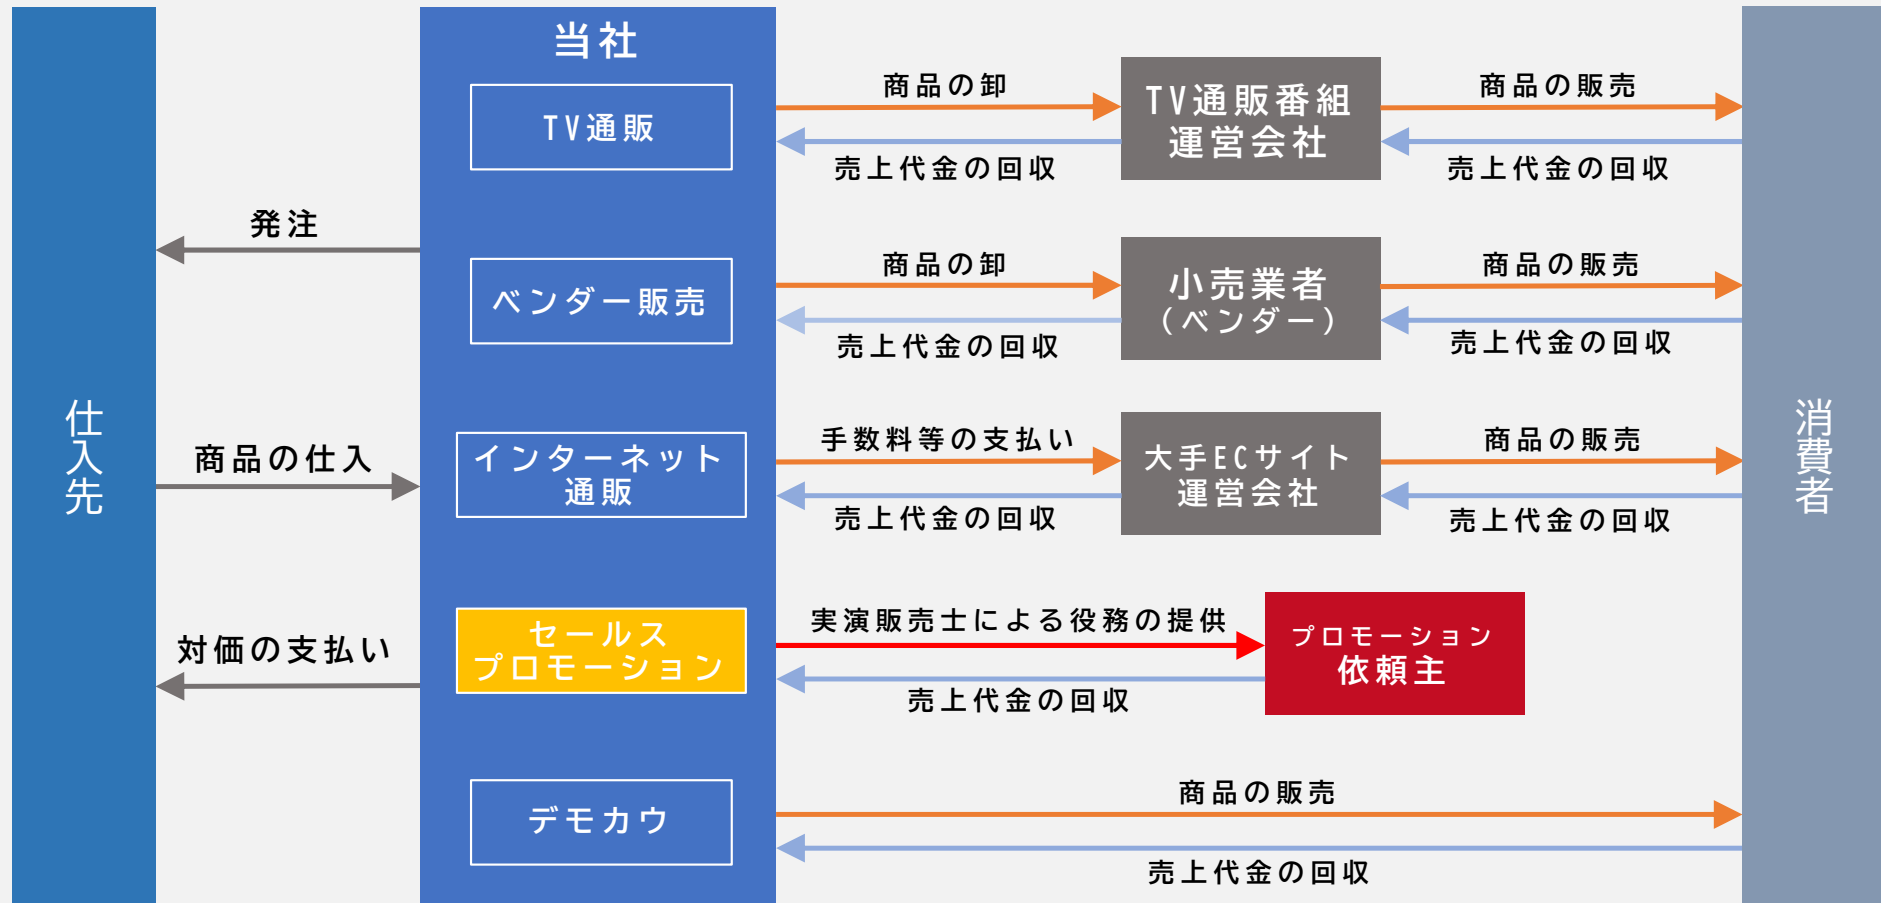 当社
TV通販
商品の卸
売上代金の回収
TV通販番組
運営会社
商品の販売
売上代金の回収
発注
ベンダー販売
商品の卸
売上代金の回収
小売業者
(ベンダー)
商品の販売
売上代金の回収
仕入先
商品の仕入
インターネット
通販
手数料等の支払い
売上代金の回収
大手ECサイト
運営会社
商品の販売
売上代金の回収
消費者
対価の支払い
セールス
プロモーション
実演販売士による役務の提供
売上代金の回収
プロモーション
依頼主
デモカウ
商品の販売
売上代金の回収